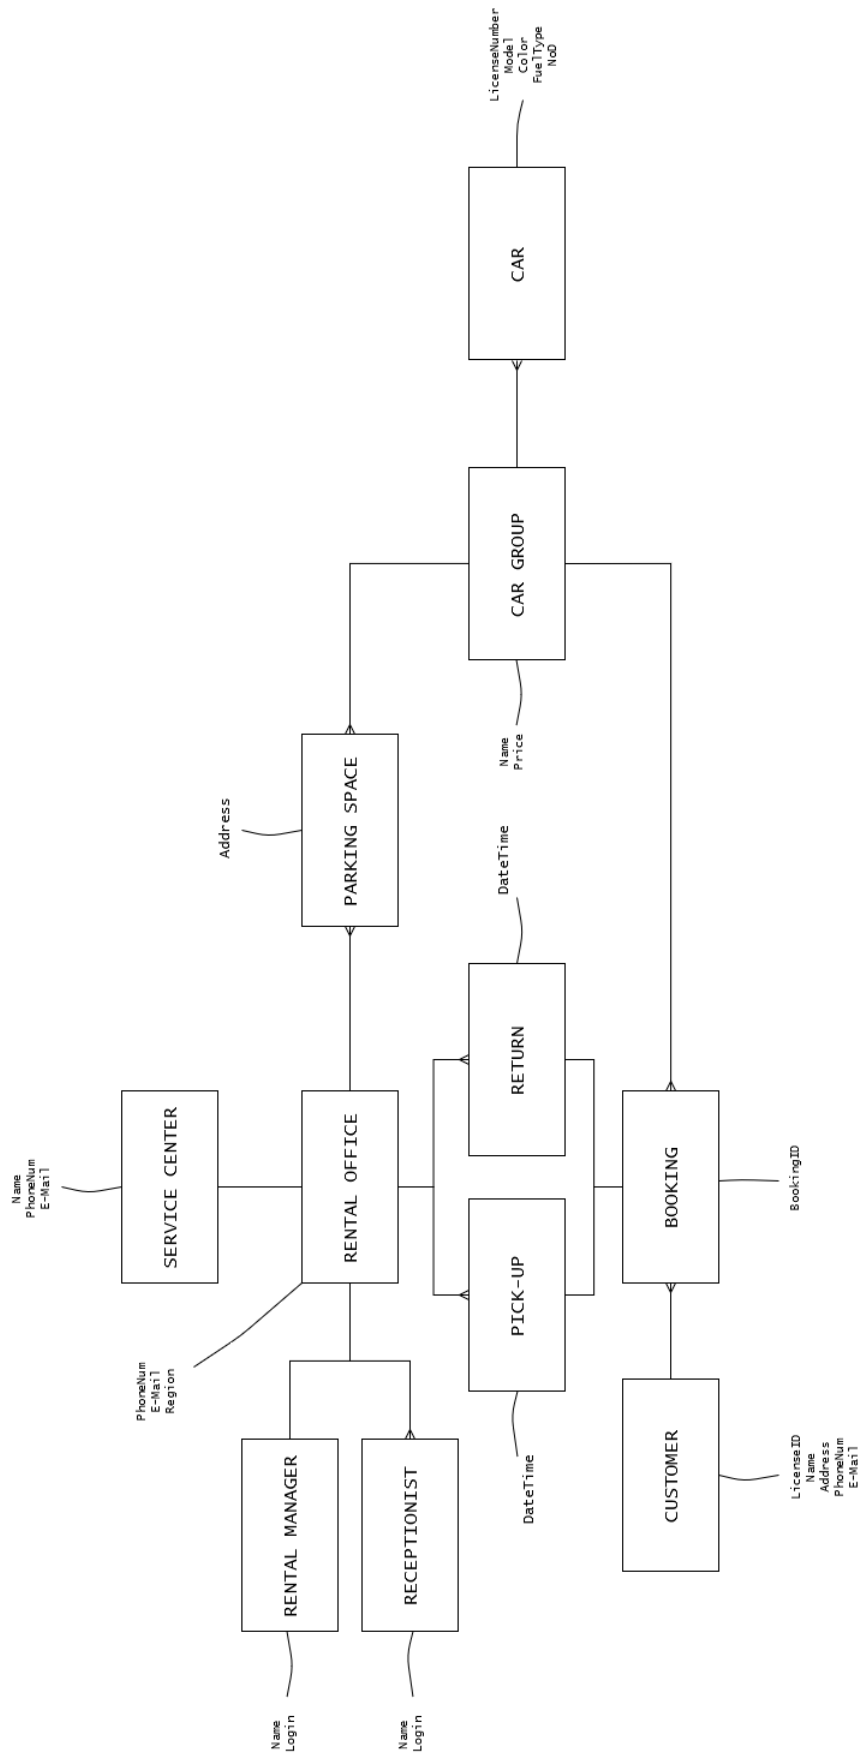 Name
PhoneNum
E-Mail
SERVICE CENTER
PhoneNum
E-Mail
Region
RENTAL OFFICE
Address
PARKING SPACE
Name
Login
RENTAL MANAGER
Name
Login
RECEPTIONIST
DateTime
PICK-UP
RETURN
DateTime
Name
Price
CAR GROUP
CAR
LicenseNumber
Model
Color
FuelType
NoD
CUSTOMER
LicenseID
Name
Address
PhoneNum
E-Mail
BOOKING
BookingID